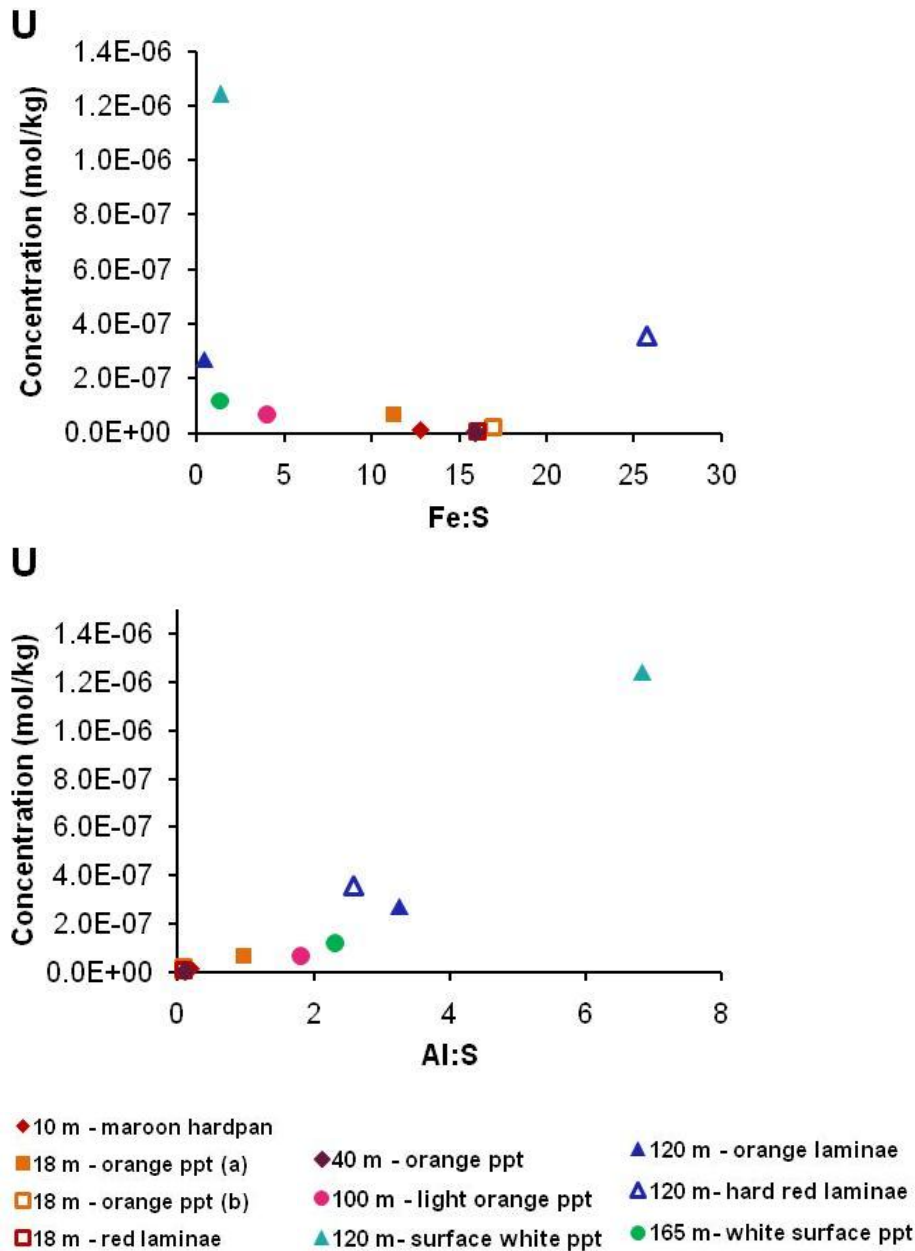 U
1.4E-06
1.2E-06
1.0E-06
8.0E-07
6.0E-07
4.0E-07
2.0E-07
0.0E+00
Concentration (mol/kg)
0 5 10 15 20 25 30
Fe:S
U
1.4E-06
1.2E-06
1.0E-06
8.0E-07
6.0E-07
4.0E-07
2.0E-07
0.0E+00
Concentration (mol/kg)
0 2 4 6 8
Al:S
10 m - maroon hardpan
18 m - orange ppt (a)
18 m - orange ppt (b)
18 m - red laminae
40 m - orange ppt
100 m - light orange ppt
120 m- surface white ppt
120 m - orange laminae
120 m- hard red laminae
165 m- white surface ppt